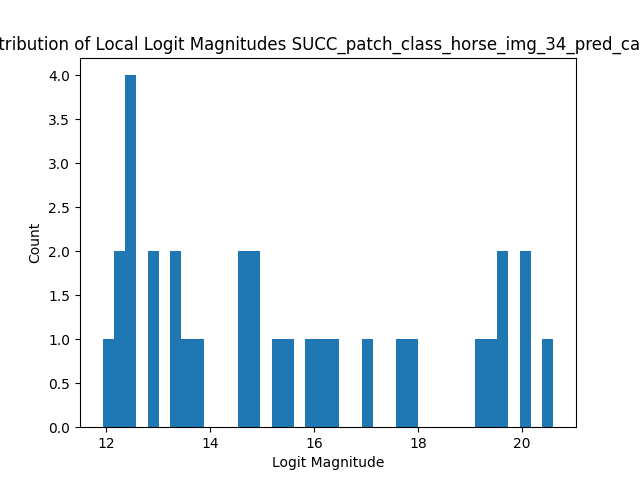 tribution of Local Logit Magnitudes SUCC_patch_class_horse_img_34_pred_ca
4.0
3.5
3.0
2.5
2.0
1.5
1.0
0.5
0.0
Count
12 14 16 18 20
Logit Magnitude